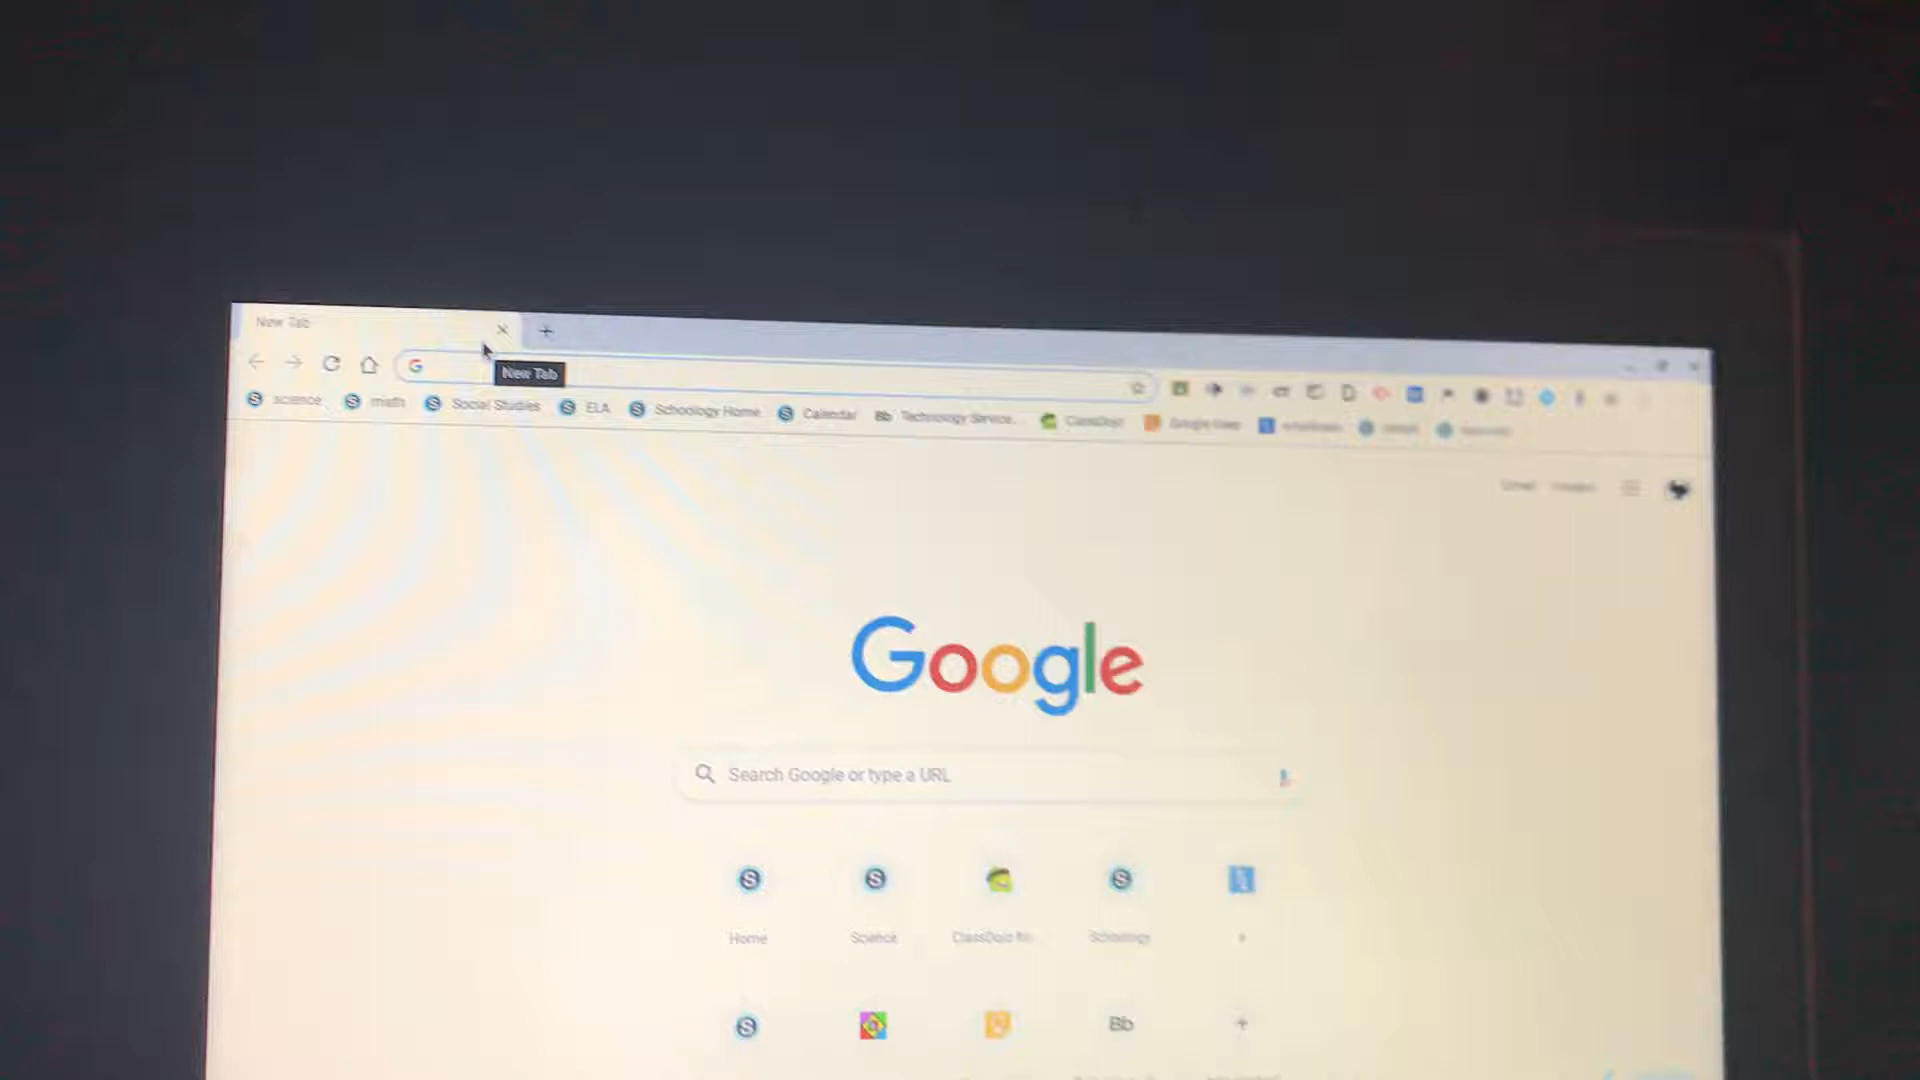 New Tab
New Tab
science math Social Studies ELA Schoology Home Calendar Bb Technology Service... ClassDojo
Google
Search Google or type a URL
Home Science ClassDojo Schoology
Bb